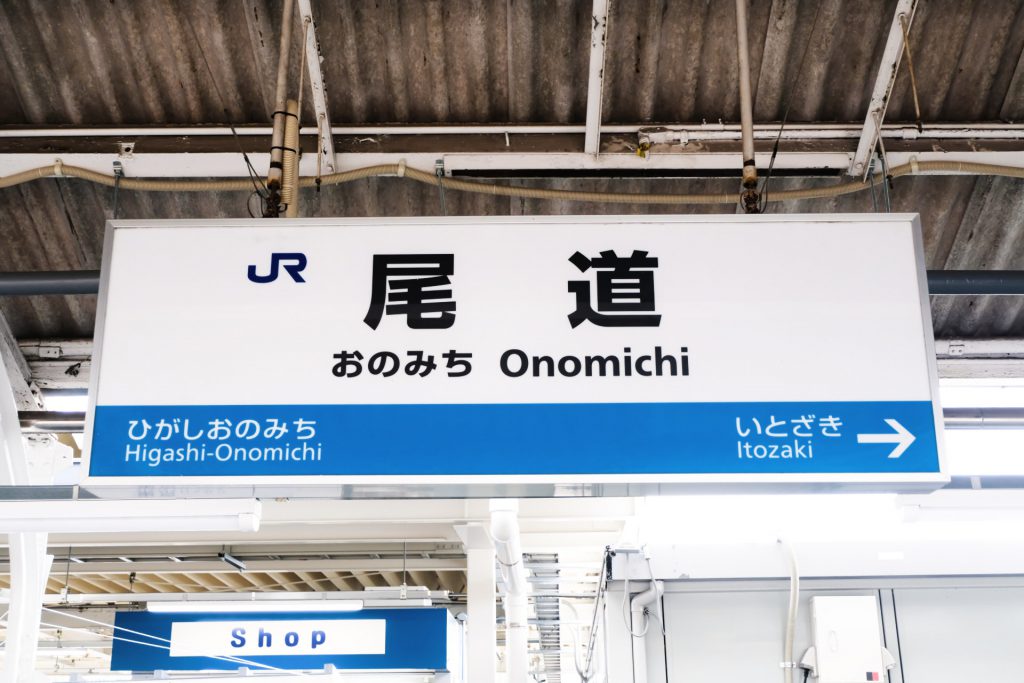 JR 尾道
おのみち Onomichi
ひがしおのみち
Higashi-Onomichi
いとざき
Itozaki
Shop